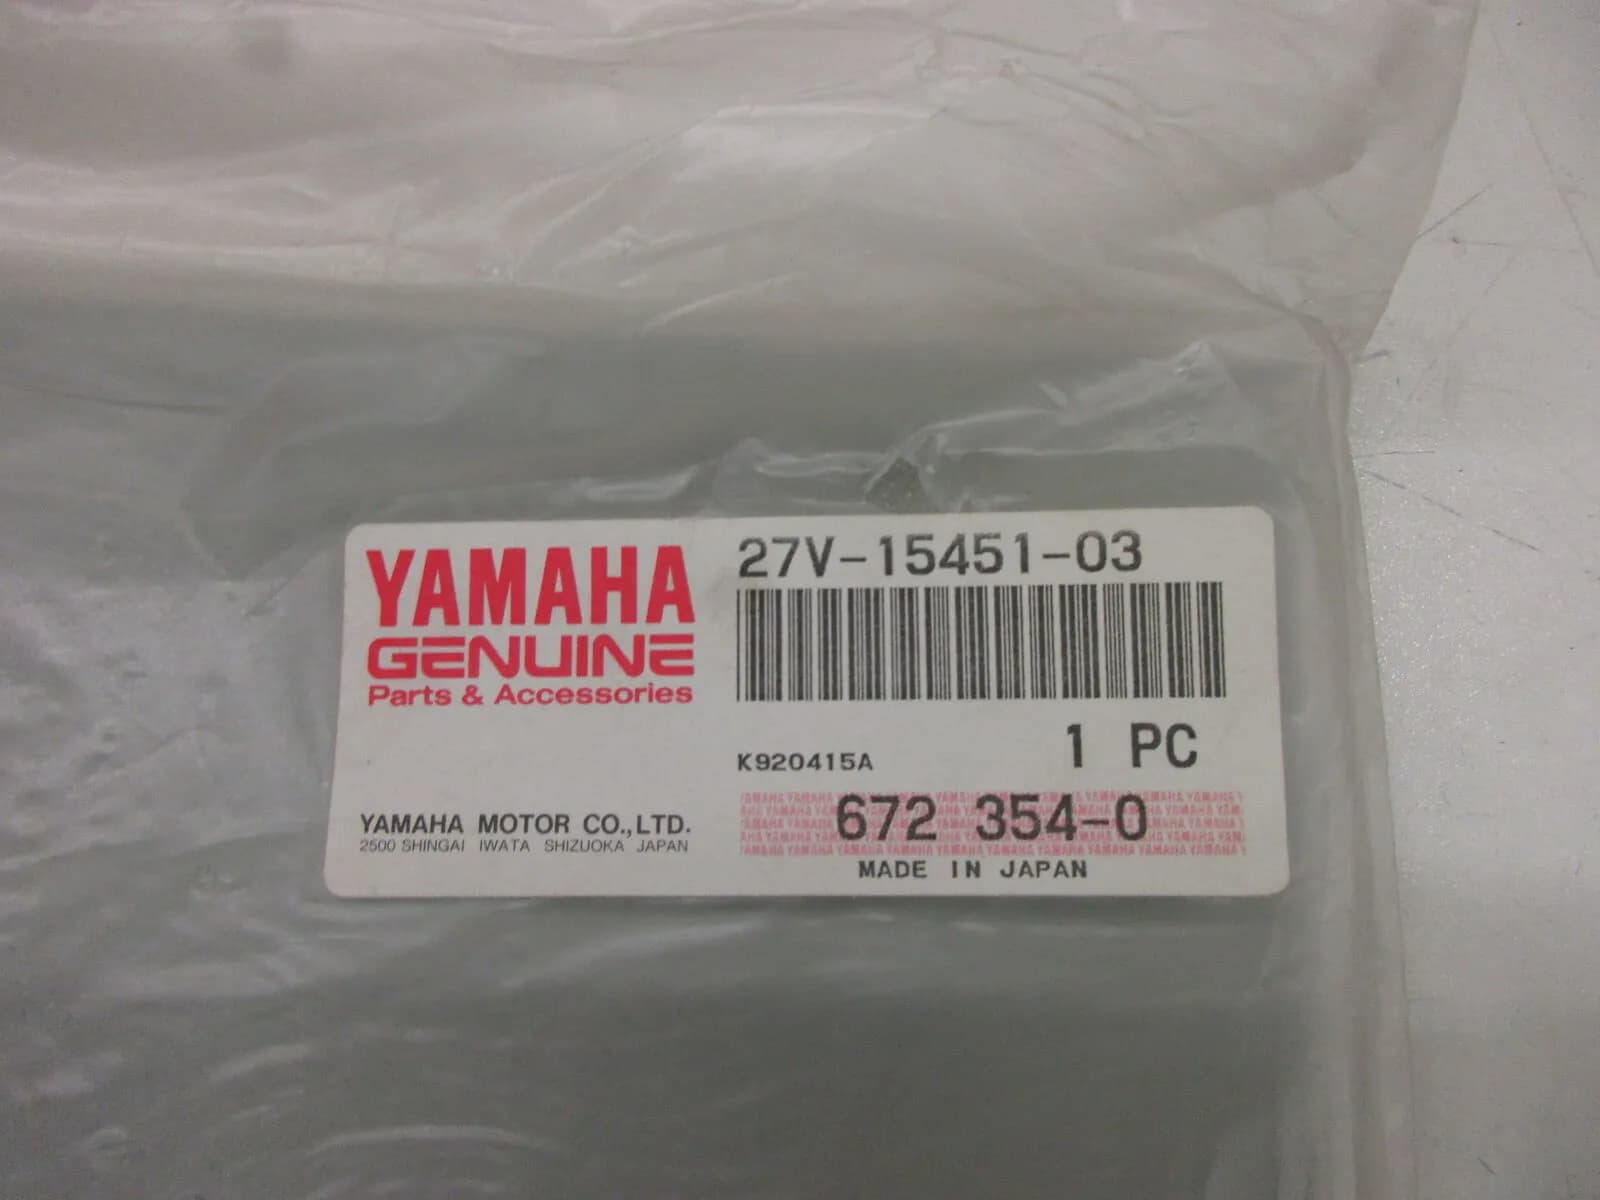 YAMAHA
GENUINE
Parts & Accessories
YAMAHA MOTOR CO.,LTD.
2500 SHINGAI IWATA SHIZUOKA JAPAN
27V-15451-03
K920415A
1 PC
672 354-0
MADE IN JAPAN